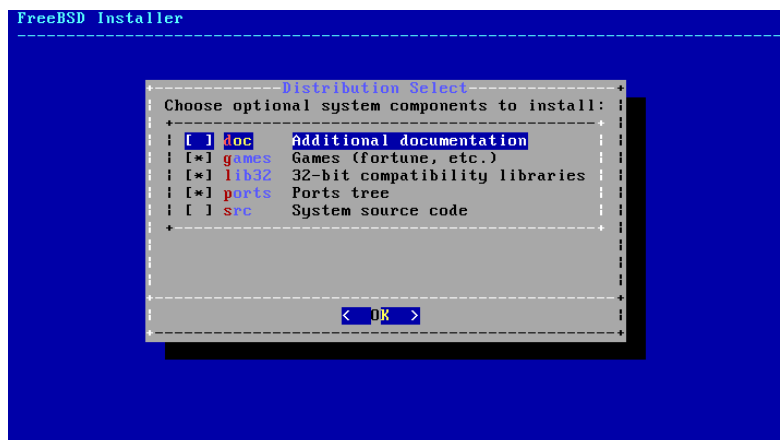 FreeBSD Installer
Distribution Select
Choose optional system components to install:
[ ] doc Additional documentation
[*] games Games (fortune, etc.)
[*] lib32 32-bit compatibility libraries
[*] ports Ports tree
[ ] src System source code
< OK >